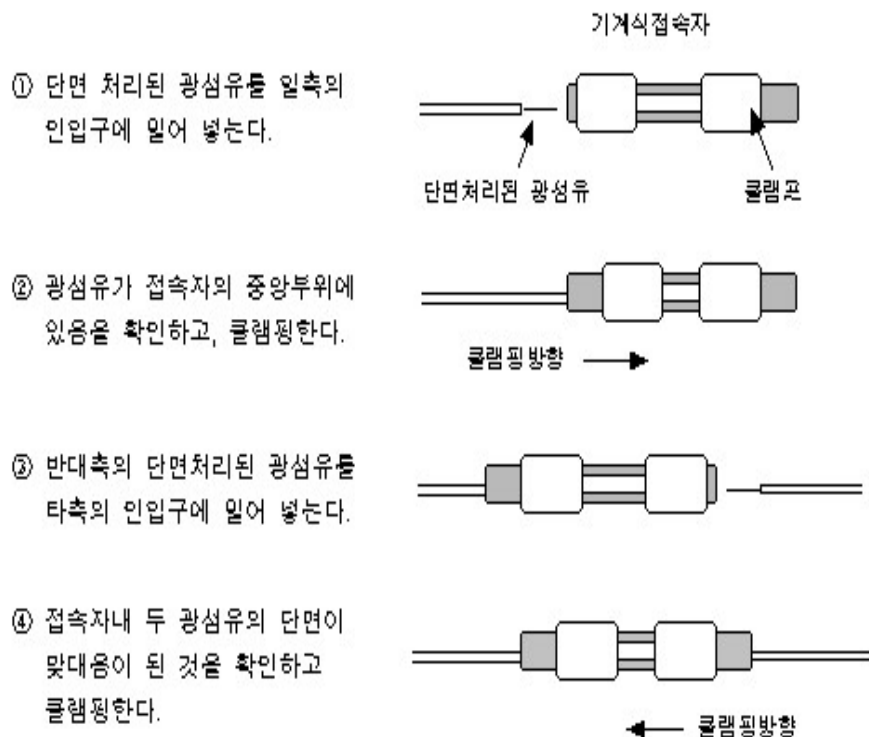 기계식접속자
① 단면 처리된 광섬유를 일측의
인입구에 밀어 넣는다.
단면처리된 광섬유
클램프
② 광섬유가 접속자의 중앙부위에
있음을 확인하고, 클램핑한다.
클램핑방향
③ 반대측의 단면처리된 광섬유를
타측의 인입구에 밀어 넣는다.
④ 접속자내 두 광섬유의 단면이
맞대음이 된 것을 확인하고
클램핑한다.
클램핑방향